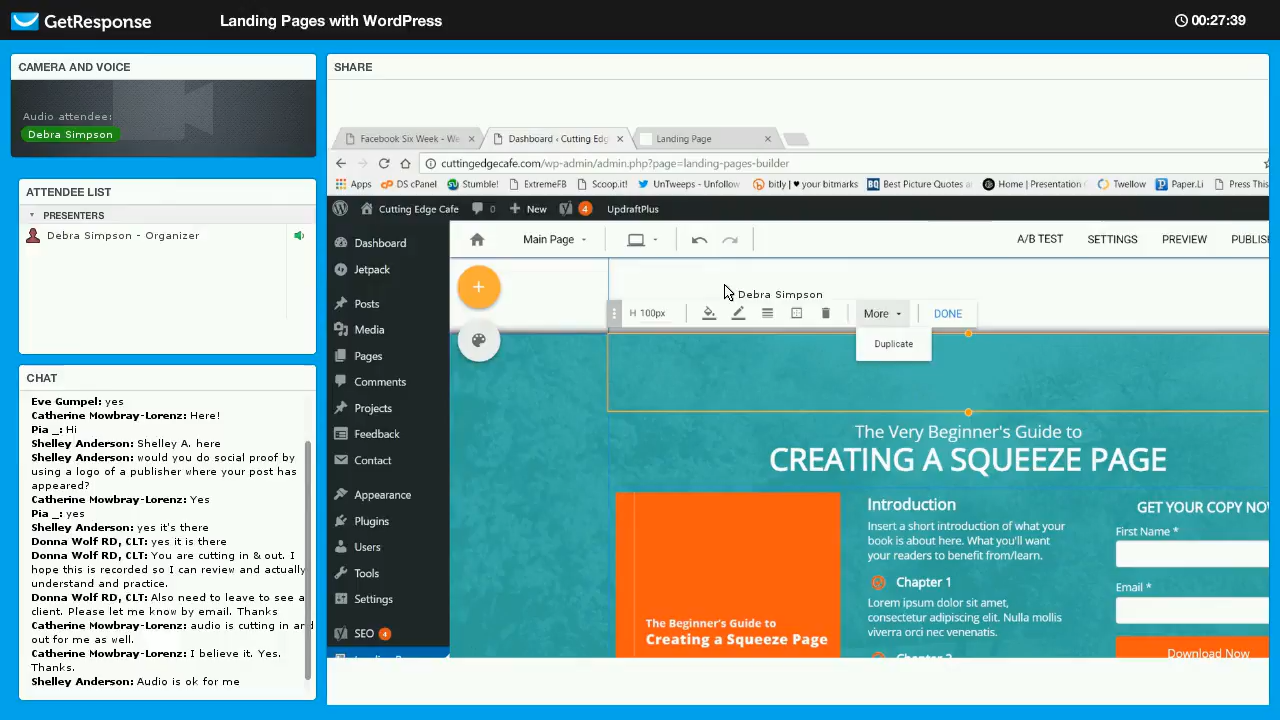 GetResponse
Landing Pages with WordPress
00:27:39
CAMERA AND VOICE
Audio attendee:
Debra Simpson
ATTENDEE LIST
PRESENTERS
Debra Simpson - Organizer
CHAT
Eve Gumpel: yes
Catherine Mowbray-Lorenz: Here!
Pia _: Hi
Shelley Anderson: Shelley A. here
Shelley Anderson: would you do social proof by
using a logo of a publisher where your post has
appeared?
Catherine Mowbray-Lorenz: Yes
Pia _: yes
Shelley Anderson: yes it's there
Donna Wolf RD, CLT: yes it is there
Donna Wolf RD, CLT: You are cutting in & out. I
hope this is recorded so I can review and actually
understand and practice.
Donna Wolf RD, CLT: Also need to leave to see a
client. Please let me know by email. Thanks
Catherine Mowbray-Lorenz: audio is cutting in and
out for me as well.
Catherine Mowbray-Lorenz: I believe it. Yes.
Thanks.
Shelley Anderson: Audio is ok for me
SHARE
Facebook Six Week - We
Dashboard ‹ Cutting Edg
Landing Page
cuttingedgecafe.com/wp-admin/admin.php?page=landing-pages-builder
Apps DS cPanel Stumble! ExtremeFB Scoop.it! UnTweeps - Unfollow bitly | ♥ your bitmarks BQ Best Picture Quotes a Home | Presentation Twellow Paper.Li Press This
Cutting Edge Cafe 0 + New 4 UpdraftPlus
Dashboard
Jetpack
Posts
Media
Pages
Comments
Projects
Feedback
Contact
Appearance
Plugins
Users
Tools
Settings
SEO 4
Main Page
A/B TEST SETTINGS PREVIEW PUBLIS
Debra Simpson
H 100px
More
DONE
Duplicate
The Very Beginner's Guide to
CREATING A SQUEEZE PAGE
The Beginner's Guide to
Creating a Squeeze Page
Introduction
Insert a short introduction of what your
book is about here. What you'll want
your readers to benefit from/learn.
Chapter 1
Lorem ipsum dolor sit amet,
consectetur adipiscing elit. Nulla mollis
viverra orci nec venenatis.
GET YOUR COPY NOW
First Name *
Email *
Download Now